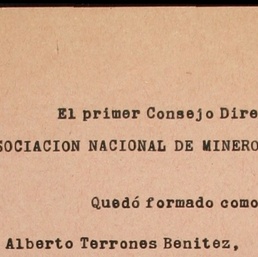 El primer Consejo Dire
SOCIACION NACIONAL DE MINERO
Quedó formado como
Alberto Terrones Benitez,